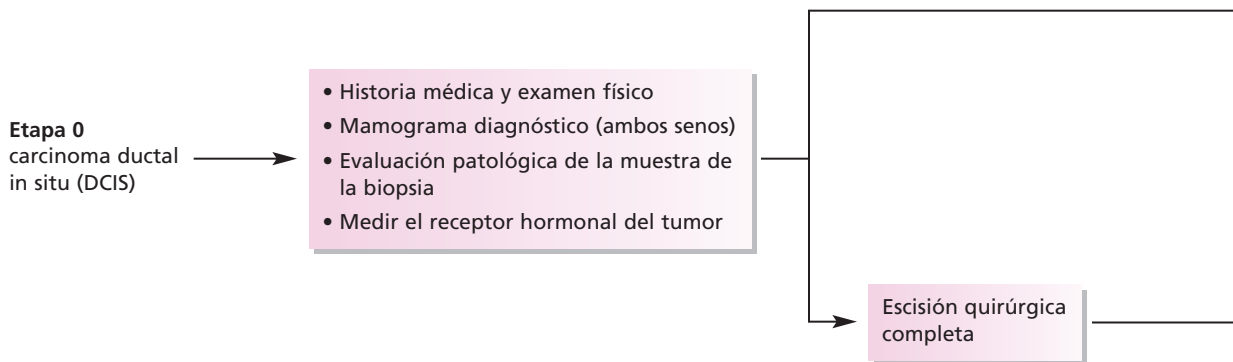 Etapa 0
carcinoma ductal
in situ (DCIS)
• Historia médica y examen físico
• Mamograma diagnóstico (ambos senos)
• Evaluación patológica de la muestra de
la biopsia
• Medir el receptor hormonal del tumor
Escisión quirúrgica
completa